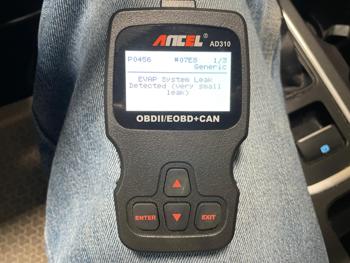 ANCEL AD310
P0456 #07E8 1/3
Generic
EVAP System Leak
Detected (very small
leak)
OBDII/EOBD+CAN
ENTER EXIT